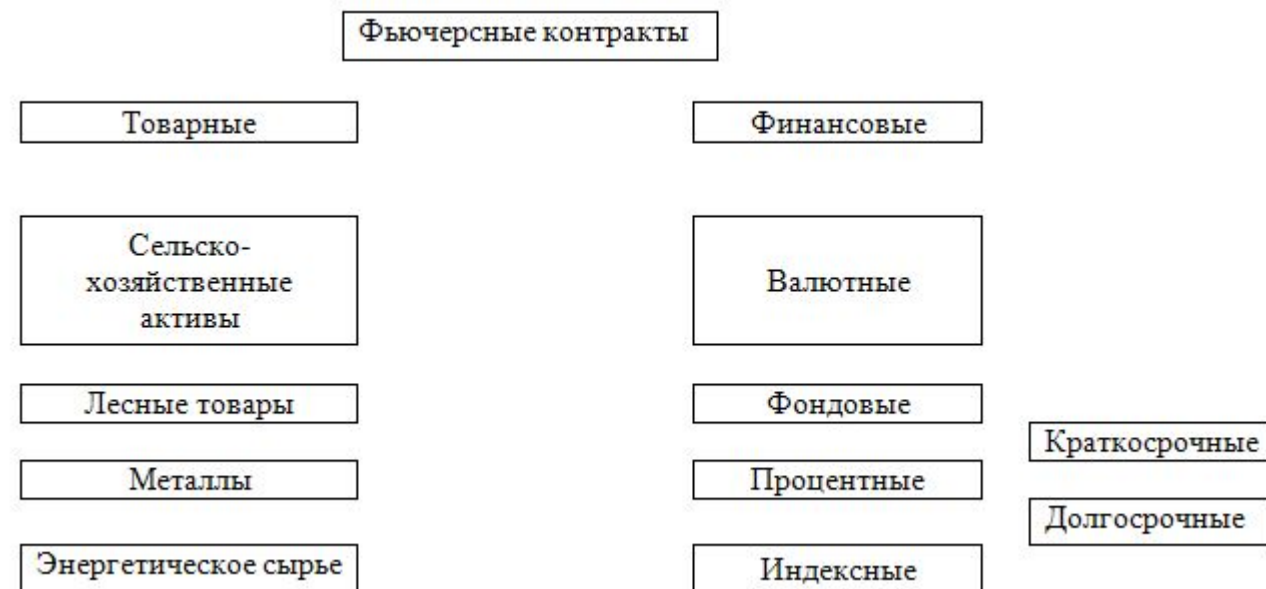 Фьючерсные контракты
Товарные
Финансовые
Сельско-
хозяйственные
активы
Валютные
Лесные товары
Фондовые
Краткосрочные
Металлы
Процентные
Долгосрочные
Энергетическое сырье
Индексные